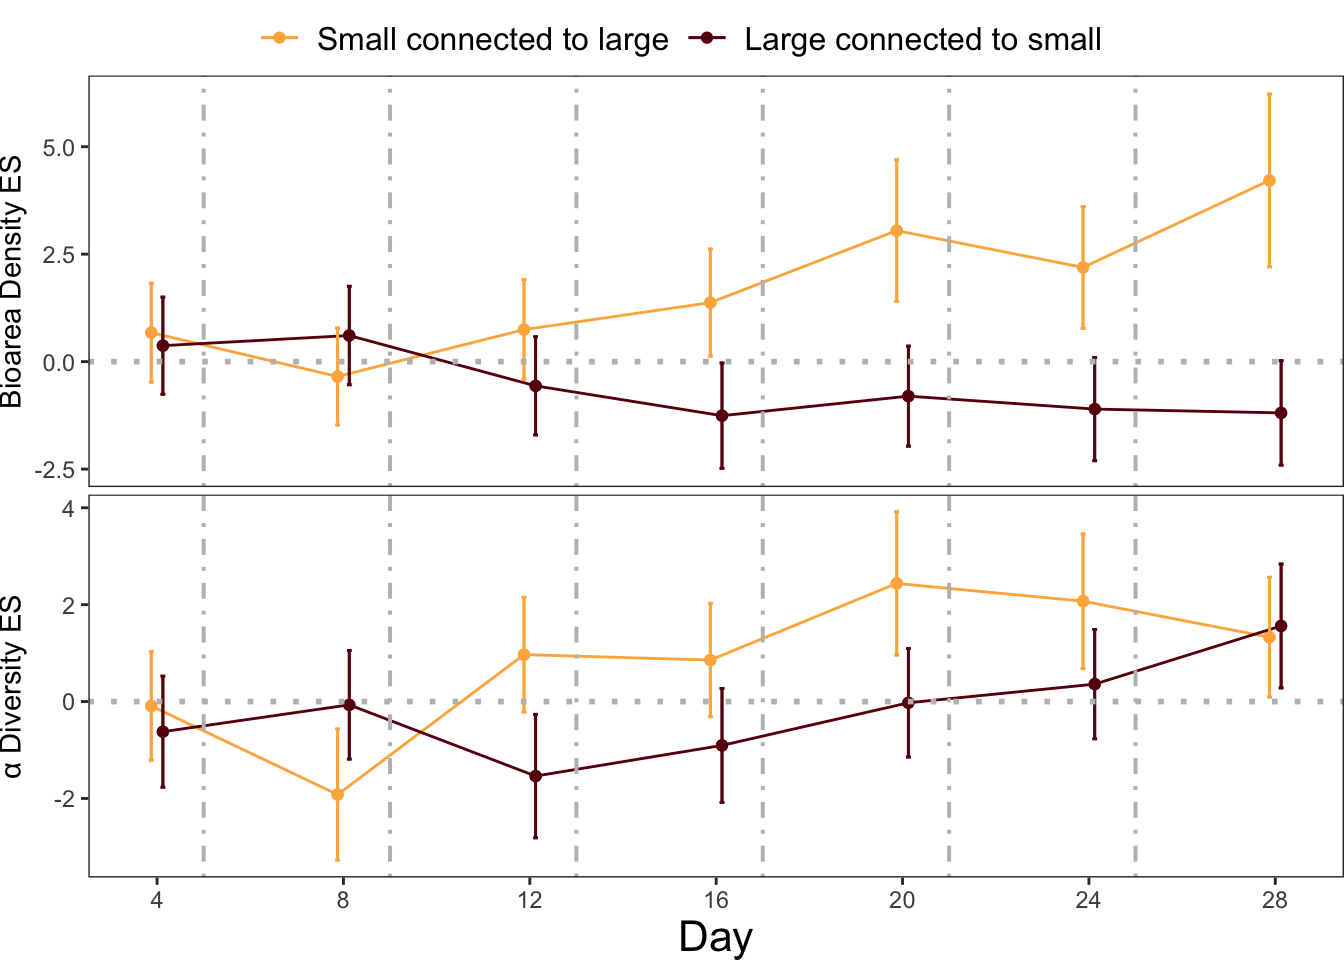 Small connected to large Large connected to small
Bioarea Density ES
5.0
2.5
0.0
-2.5
α Diversity ES
4
2
0
-2
4 8 12 16 20 24 28
Day